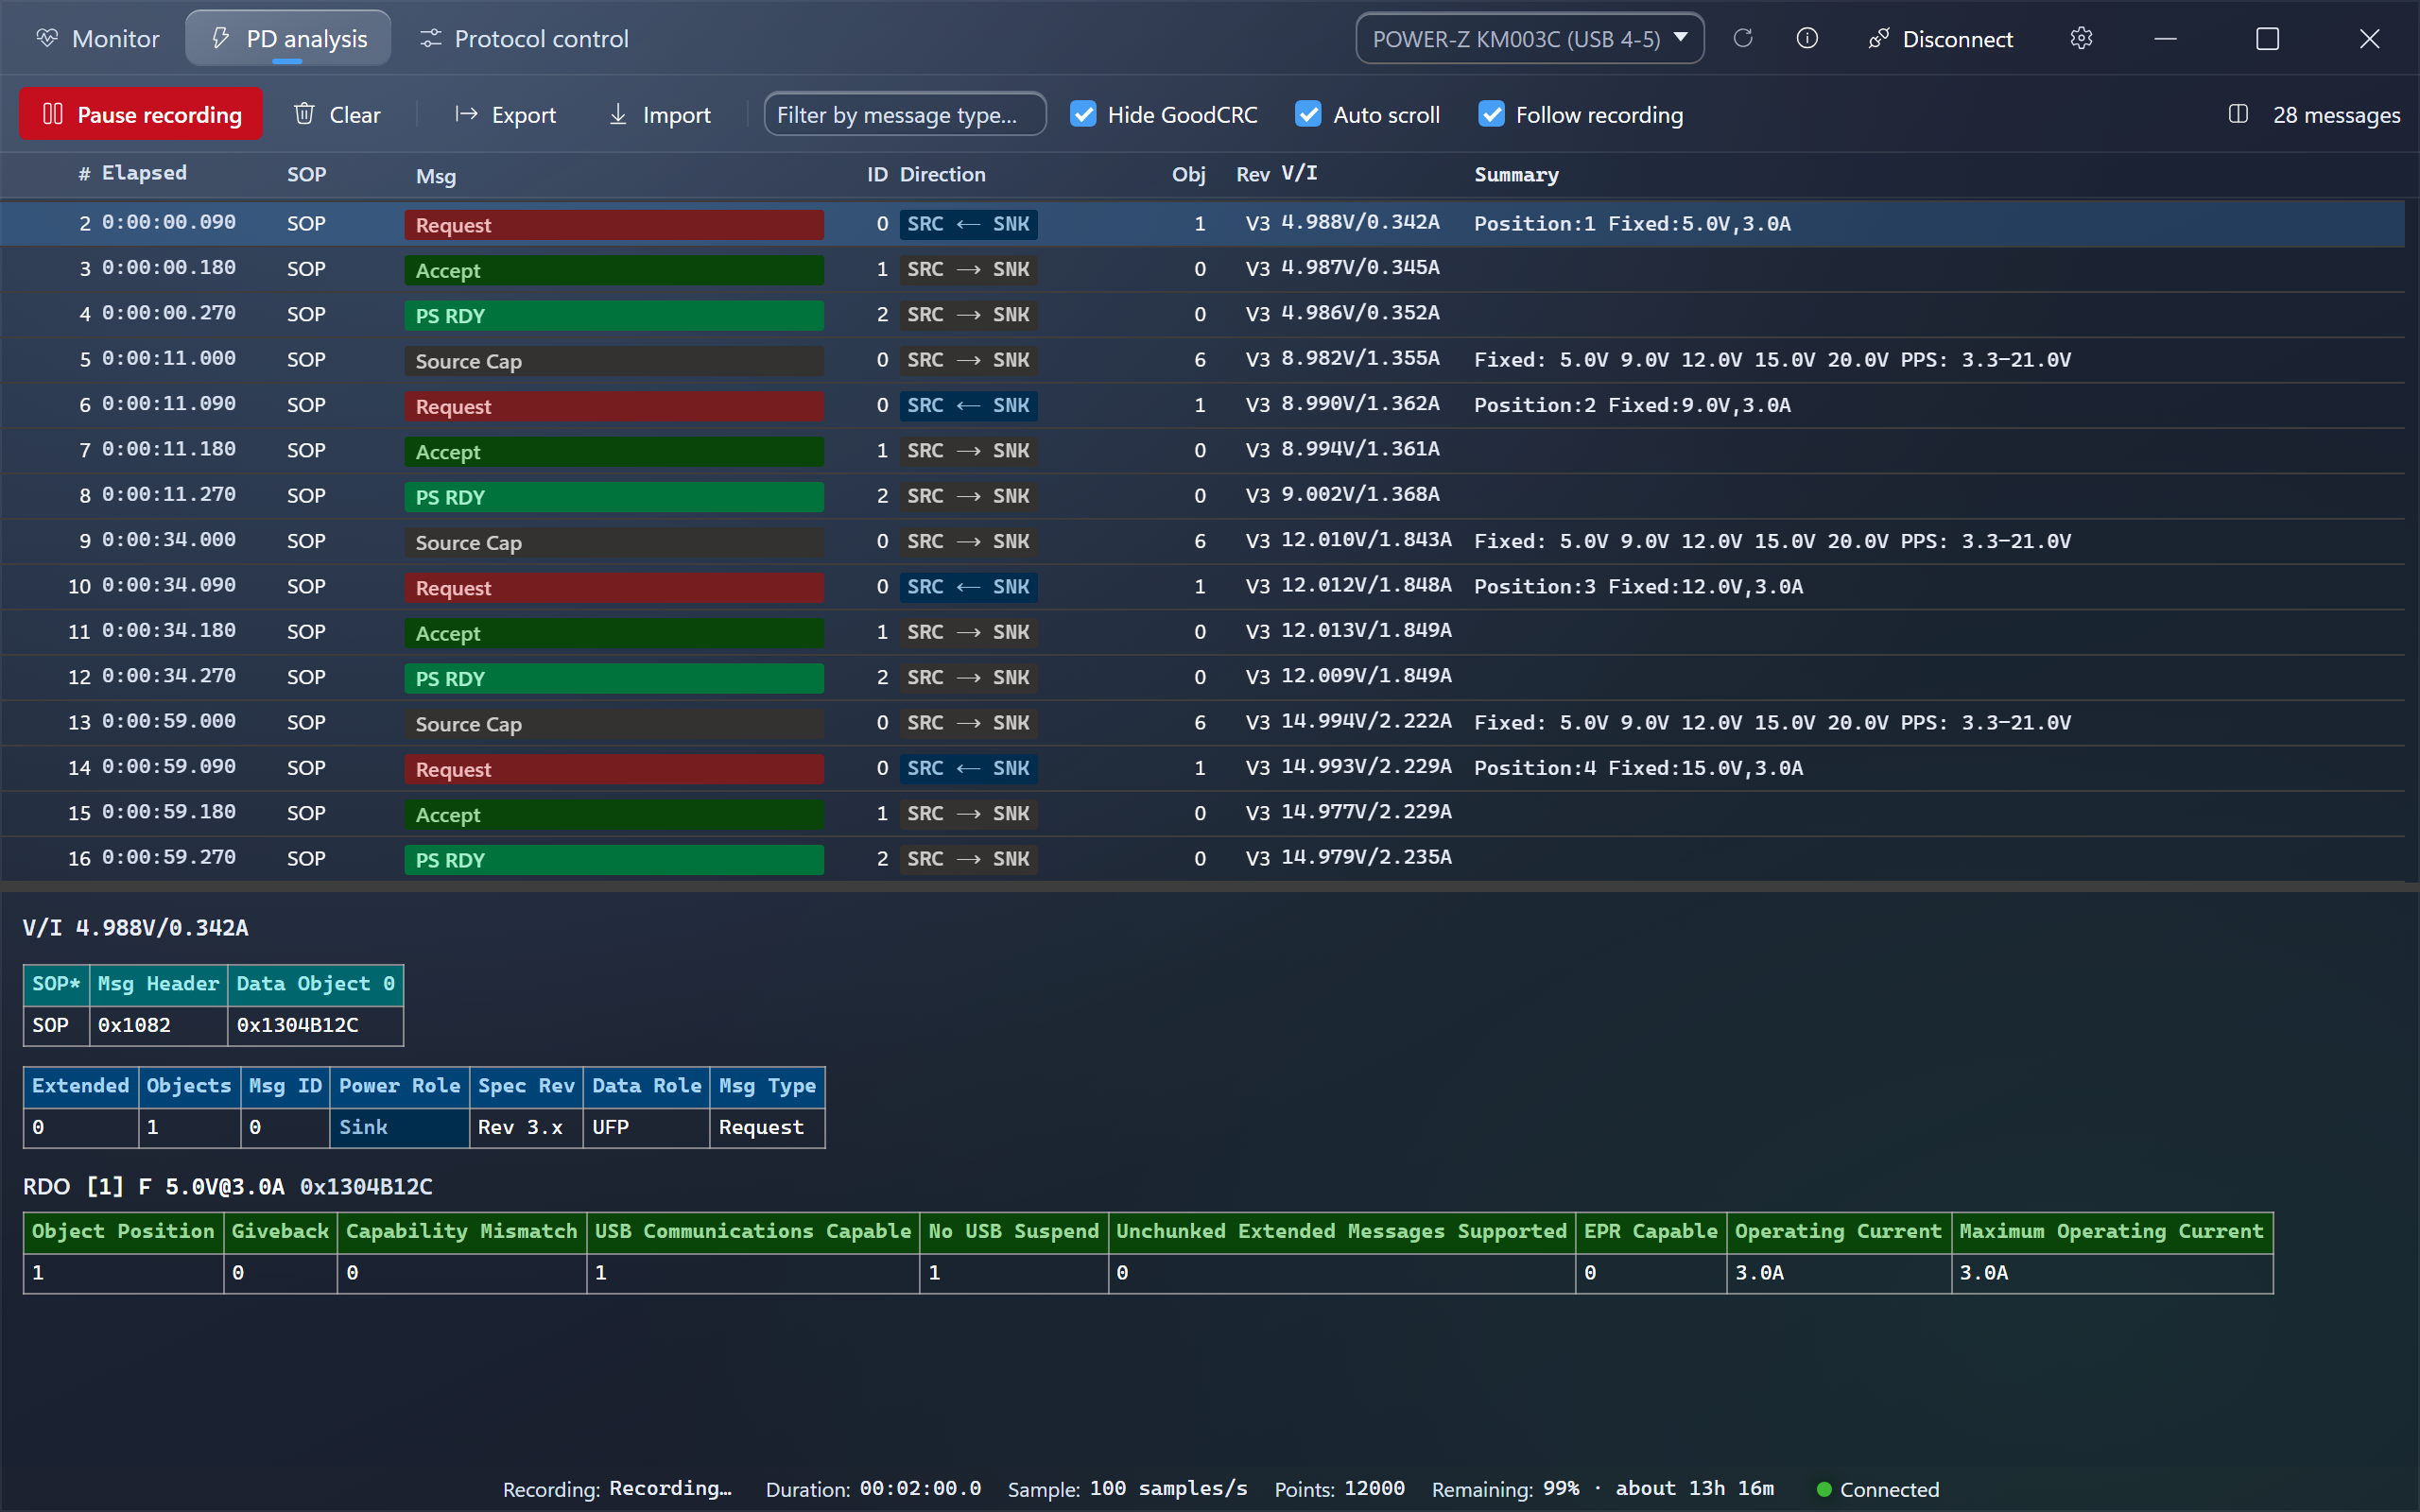 Monitor PD analysis Protocol control POWER-Z KM003C (USB 4-5) Disconnect
Pause recording Clear Export Import Filter by message type... Hide GoodCRC Auto scroll Follow recording 28 messages
# Elapsed SOP Msg ID Direction Obj Rev V/I Summary
2 0:00:00.090 SOP Request 0 SRC ← SNK 1 V3 4.988V/0.342A Position:1 Fixed:5.0V,3.0A
3 0:00:00.180 SOP Accept 1 SRC → SNK 0 V3 4.987V/0.345A
4 0:00:00.270 SOP PS RDY 2 SRC → SNK 0 V3 4.986V/0.352A
5 0:00:11.000 SOP Source Cap 0 SRC → SNK 6 V3 8.982V/1.355A Fixed: 5.0V 9.0V 12.0V 15.0V 20.0V PPS: 3.3-21.0V
6 0:00:11.090 SOP Request 0 SRC ← SNK 1 V3 8.990V/1.362A Position:2 Fixed:9.0V,3.0A
7 0:00:11.180 SOP Accept 1 SRC → SNK 0 V3 8.994V/1.361A
8 0:00:11.270 SOP PS RDY 2 SRC → SNK 0 V3 9.002V/1.368A
9 0:00:34.000 SOP Source Cap 0 SRC → SNK 6 V3 12.010V/1.843A Fixed: 5.0V 9.0V 12.0V 15.0V 20.0V PPS: 3.3-21.0V
10 0:00:34.090 SOP Request 0 SRC ← SNK 1 V3 12.012V/1.848A Position:3 Fixed:12.0V,3.0A
11 0:00:34.180 SOP Accept 1 SRC → SNK 0 V3 12.013V/1.849A
12 0:00:34.270 SOP PS RDY 2 SRC → SNK 0 V3 12.009V/1.849A
13 0:00:59.000 SOP Source Cap 0 SRC → SNK 6 V3 14.994V/2.222A Fixed: 5.0V 9.0V 12.0V 15.0V 20.0V PPS: 3.3-21.0V
14 0:00:59.090 SOP Request 0 SRC ← SNK 1 V3 14.993V/2.229A Position:4 Fixed:15.0V,3.0A
15 0:00:59.180 SOP Accept 1 SRC → SNK 0 V3 14.977V/2.229A
16 0:00:59.270 SOP PS RDY 2 SRC → SNK 0 V3 14.979V/2.235A
V/I 4.988V/0.342A
SOP* Msg Header Data Object 0
SOP 0x1082 0x1304B12C
Extended Objects Msg ID Power Role Spec Rev Data Role Msg Type
0 1 0 Sink Rev 3.x UFP Request
RDO [1] F 5.0V@3.0A 0x1304B12C
Object Position Giveback Capability Mismatch USB Communications Capable No USB Suspend Unchunked Extended Messages Supported EPR Capable Operating Current Maximum Operating Current
1 0 0 1 1 0 0 3.0A 3.0A
Recording: Recording… Duration: 00:02:00.0 Sample: 100 samples/s Points: 12000 Remaining: 99% · about 13h 16m Connected